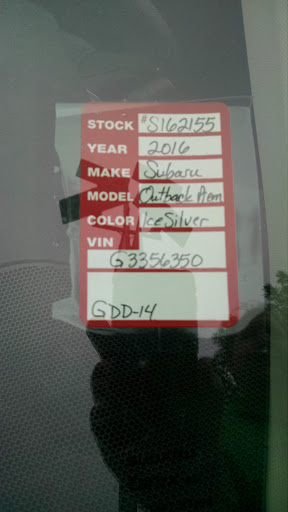 STOCK #S162155
YEAR 2016
MAKE Subaru
MODEL Outback Prem
COLOR Ice Silver
VIN
G3356350
GDD-14